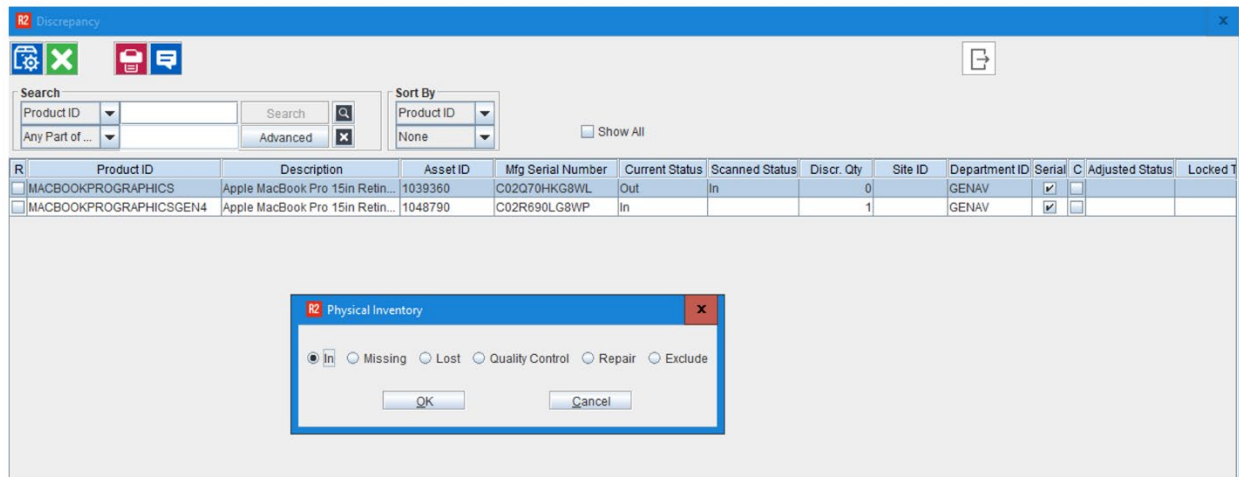 R2 Discrepancy x
Search Sort By
Product ID Search Product ID
Any Part of ... Advanced None Show All
R Product ID Description Asset ID Mfg Serial Number Current Status Scanned Status Discr. Qty Site ID Department ID Serial C Adjusted Status Locked T
MACBOOKPROGRAPHICS Apple MacBook Pro 15in Retin... 1039360 C02Q70HKG8WL Out In 0 GENAV
MACBOOKPROGRAPHICSGEN4 Apple MacBook Pro 15in Retin... 1048790 C02R690LG8WP In 1 GENAV
R2 Physical Inventory x
In Missing Lost Quality Control Repair Exclude
OK Cancel